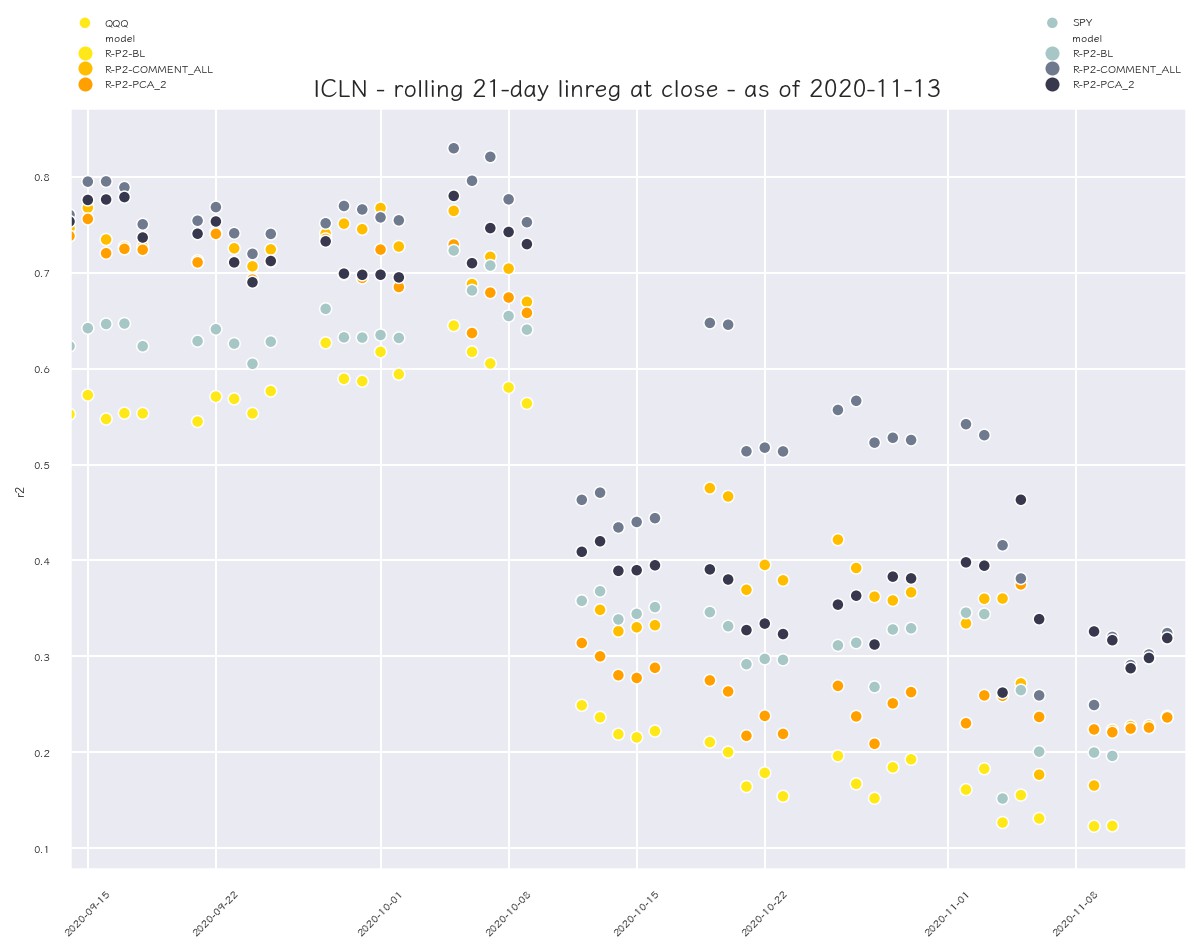 QQQ
model
R-P2-BL
R-P2-COMMENT_ALL
R-P2-PCA_2
SPY
model
R-P2-BL
R-P2-COMMENT_ALL
R-P2-PCA_2
ICLN - rolling 21-day linreg at close - as of 2020-11-13
r2
0.8
0.7
0.6
0.5
0.4
0.3
0.2
0.1
2020-09-15
2020-09-22
2020-10-01
2020-10-08
2020-10-15
2020-10-22
2020-11-01
2020-11-08